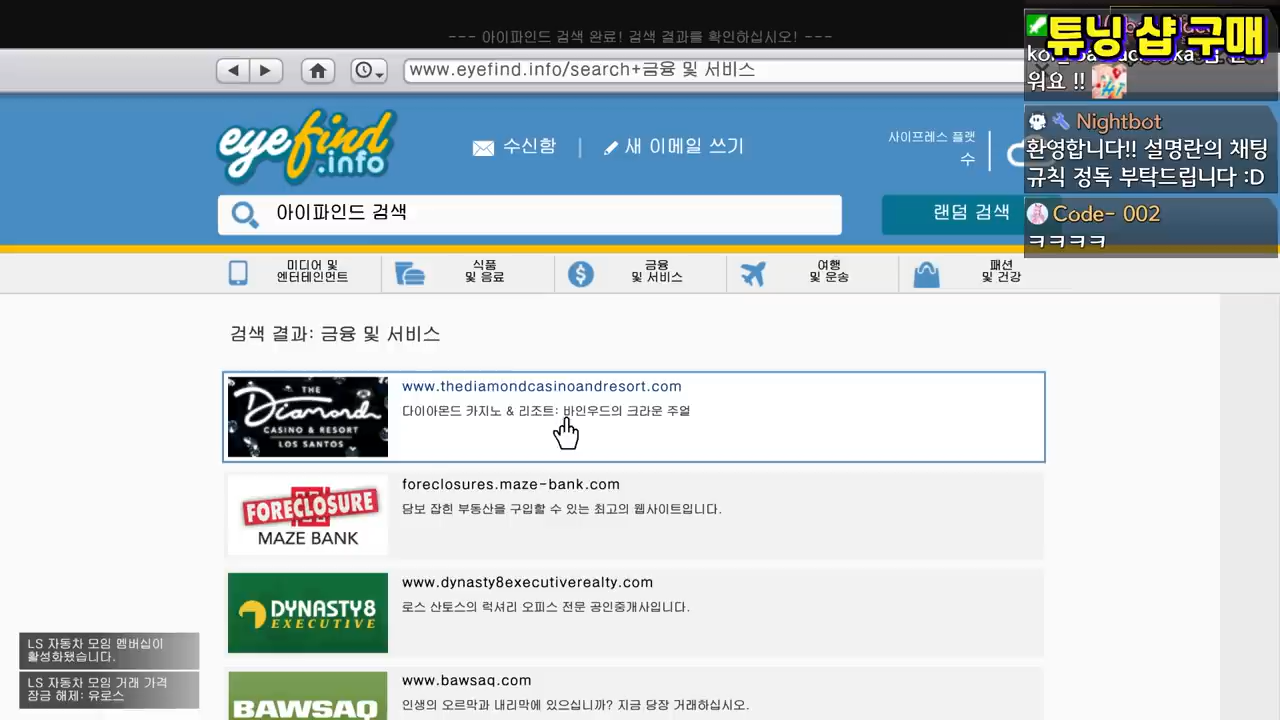 --- 아이파인드 검색 완료! 검색 결과를 확인하십시오! ---
튜닝 샵 구매
www.eyefind.info/search+금융 및 서비스
워요 !!
eyefind
.info
수신함
새 이메일 쓰기
사이프레스 플랫
수
Nightbot
환영합니다!! 설명란의 채팅
규칙 정독 부탁드립니다 :D
아이파인드 검색
랜덤 검색
Code- 002
ㅋㅋㅋㅋ
미디어 및
엔터테인먼트
식품
및 음료
금융
및 서비스
여행
및 운송
패션
및 건강
검색 결과: 금융 및 서비스
THE
Diamond
CASINO & RESORT
LOS SANTOS
www.thediamondcasinoandresort.com
다이아몬드 카지노 & 리조트: 바인우드의 크라운 주얼
FORECLOSURE
MAZE BANK
foreclosures.maze-bank.com
담보 잡힌 부동산을 구입할 수 있는 최고의 웹사이트입니다.
DYNASTY8
EXECUTIVE
www.dynasty8executiverealty.com
로스 산토스의 럭셔리 오피스 전문 공인중개사입니다.
BAWSAQ
www.bawsaq.com
인생의 오르막과 내리막에 있으십니까? 지금 당장 거래하십시오.
LS 자동차 모임 멤버십이
활성화됐습니다.
LS 자동차 모임 거래 가격
잠금 해제: 유로스